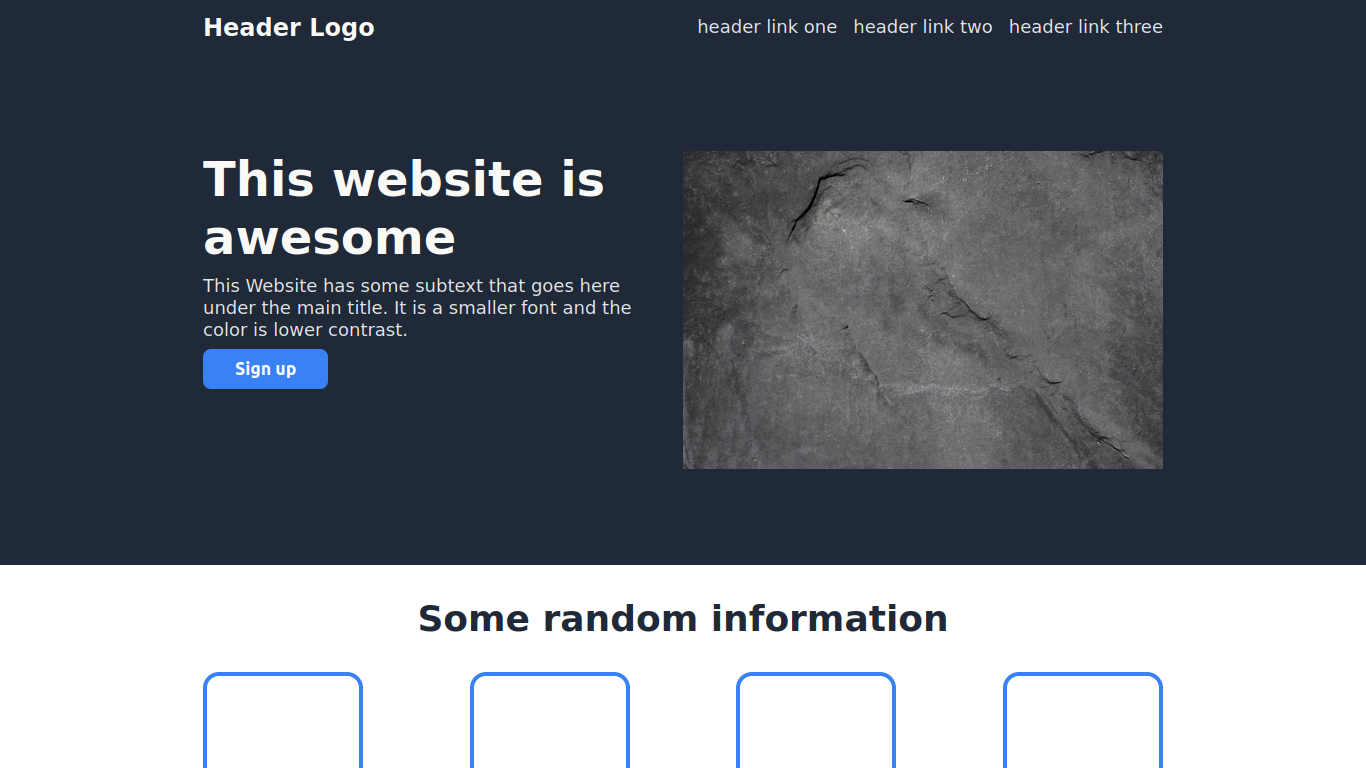 Header Logo
header link one header link two header link three
This website is
awesome
This Website has some subtext that goes here
under the main title. It is a smaller font and the
color is lower contrast.
Sign up
Some random information